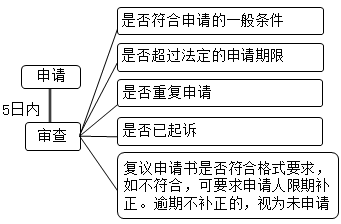 是否符合申请的一般条件
是否超过法定的申请期限
申请
是否重复申请
5日内
审查
是否已起诉
复议申请书是否符合格式要求，
如不符合，可要求申请人限期补
正。逾期不补正的，视为未申请